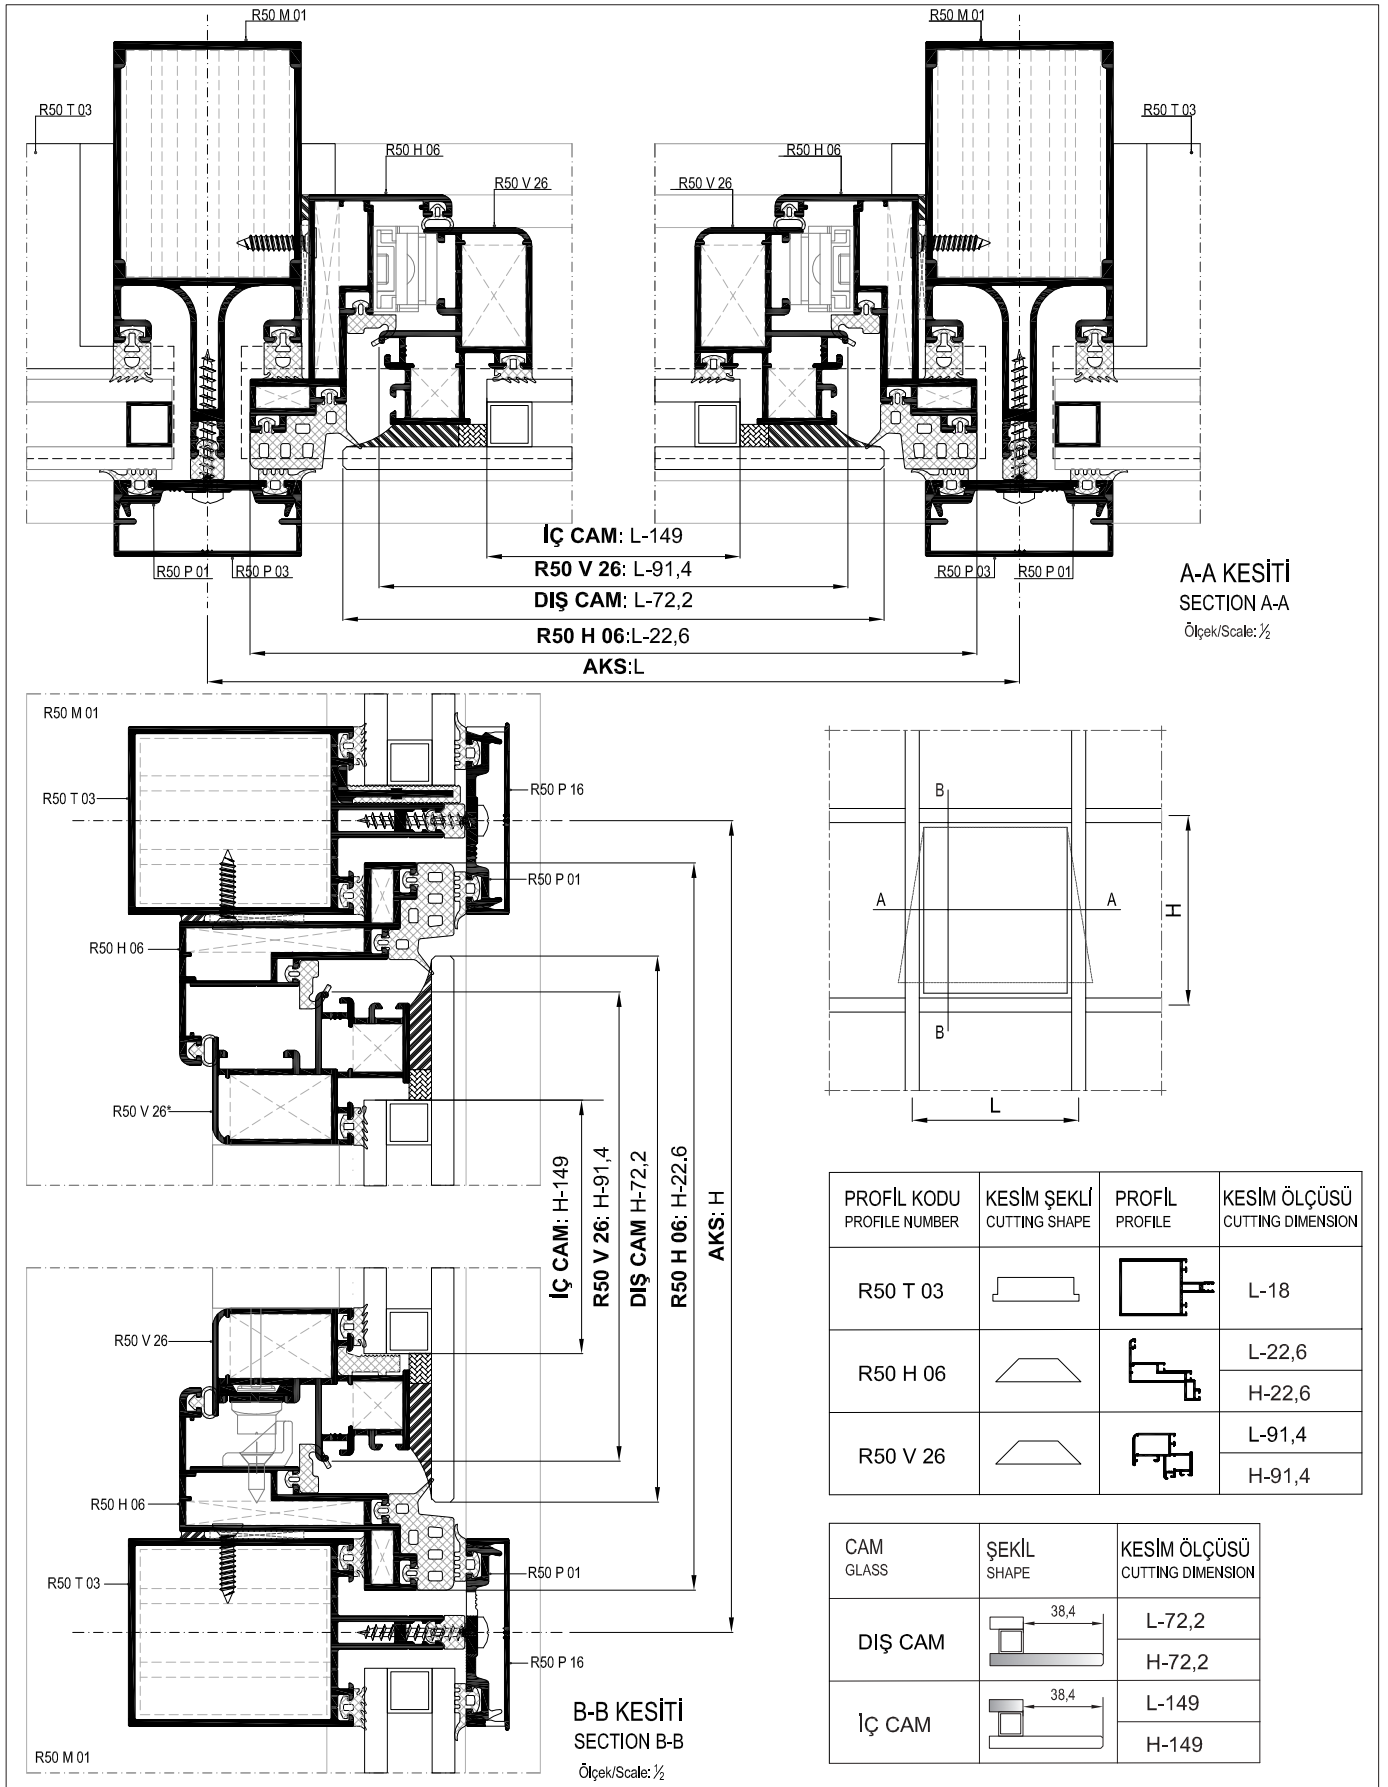 R50 M 01
R50 M 01
R50 T 03
R50 T 03
R50 H 06
R50 H 06
R50 V 26
R50 V 26
İÇ CAM: L-149
R50 V 26: L-91,4
R50 P 01
R50 P 03
R50 P 03
R50 P 01
DIŞ CAM: L-72,2
R50 H 06:L-22,6
AKS:L
A-A KESİTİ
SECTION A-A
Ölçek/Scale: ½
R50 M 01
R50 T 03
R50 P 16
R50 P 01
R50 H 06
R50 V 26*
İÇ CAM: H-149
R50 V 26: H-91,4
DIŞ CAM H-72,2
R50 H 06: H-22.6
AKS: H
R50 V 26
R50 H 06
R50 T 03
R50 P 01
R50 P 16
R50 M 01
B-B KESİTİ
SECTION B-B
Ölçek/Scale: ½
B
A
A
H
B
L
PROFİL KODU
PROFILE NUMBER
KESİM ŞEKLİ
CUTTING SHAPE
PROFİL
PROFILE
KESİM ÖLÇÜSÜ
CUTTING DIMENSION
R50 T 03
L-18
R50 H 06
L-22,6
H-22,6
R50 V 26
L-91,4
H-91,4
CAM
GLASS
ŞEKİL
SHAPE
KESİM ÖLÇÜSÜ
CUTTING DIMENSION
DIŞ CAM
38,4
L-72,2
H-72,2
İÇ CAM
38,4
L-149
H-149